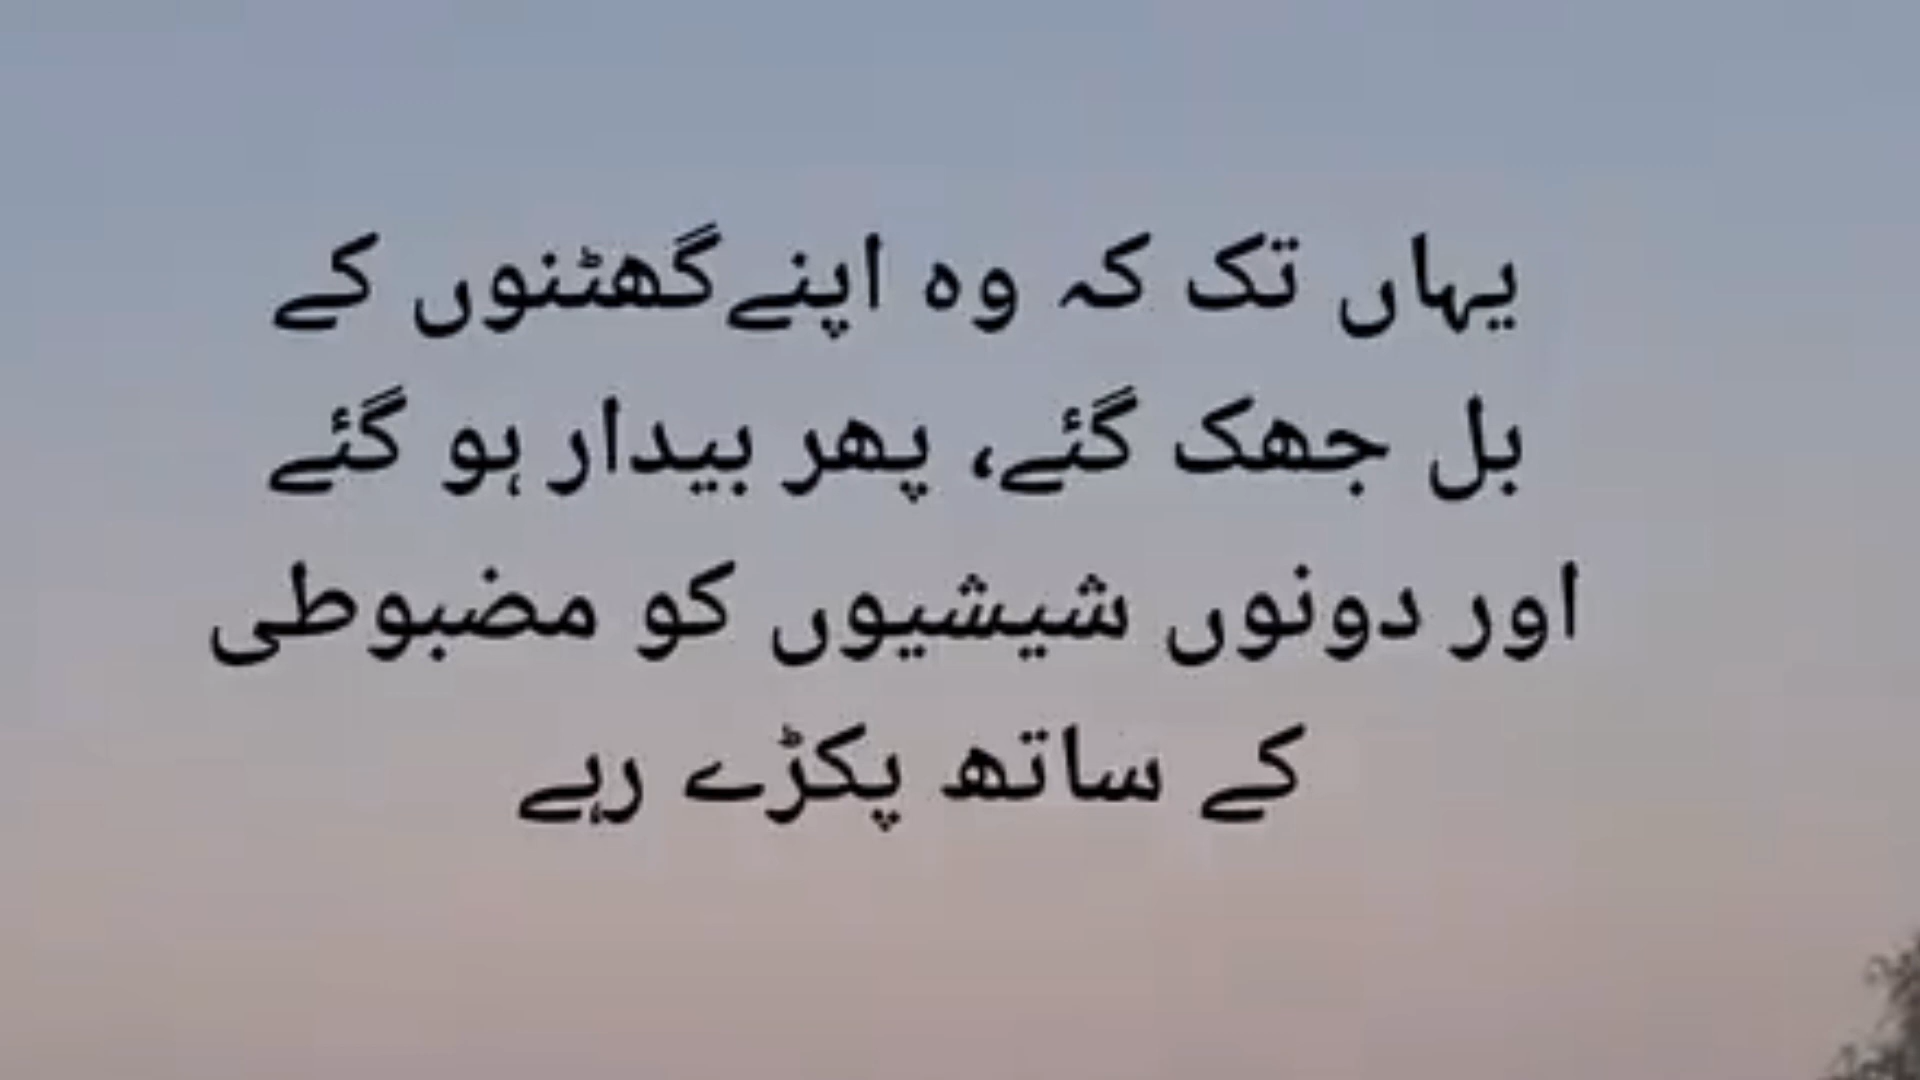 یہاں تک کہ وہ اپنے گھٹنوں کے
بل جھک گئے، پھر بیدار ہو گئے
اور دونوں شیشیوں کو مضبوطی
کے ساتھ پکڑے رہے